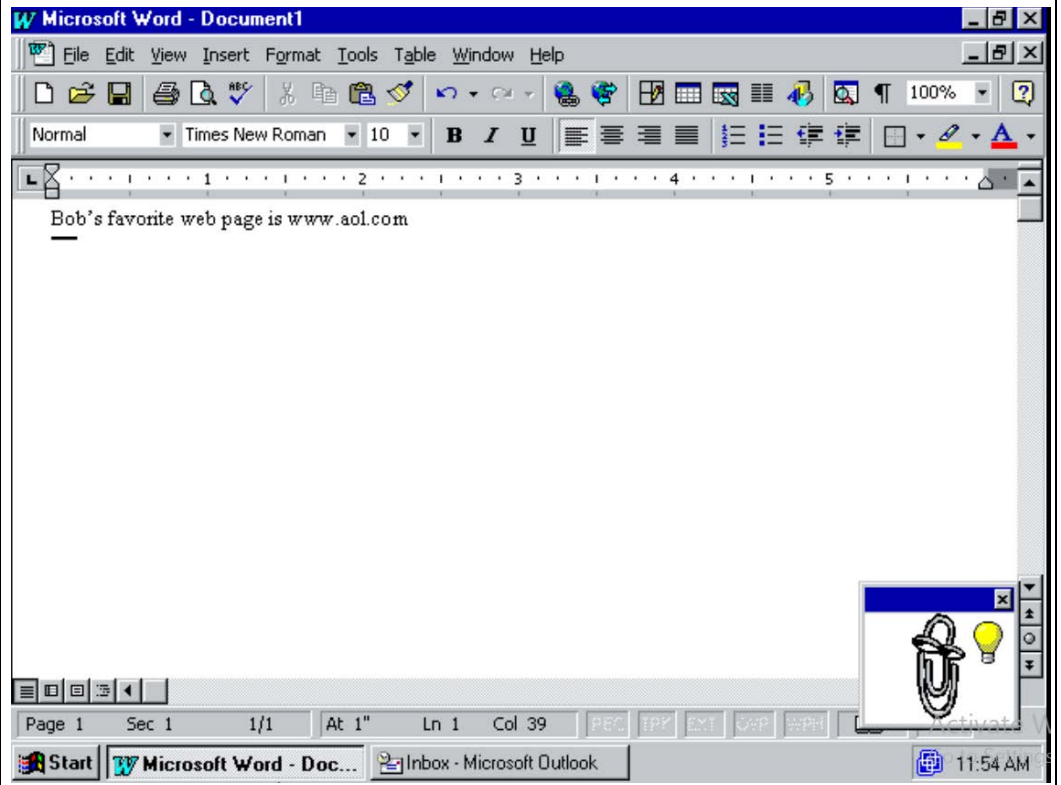 Microsoft Word - Document1
File Edit View Insert Format Tools Table Window Help
ABC 100%
Normal Times New Roman 10 B I U A
1 2 3 4 5
Bob's favorite web page is www.aol.com
Page 1 Sec 1 1/1 At 1" Ln 1 Col 39 REC TRK EXT OVR WPH
Activate W
Start Microsoft Word - Doc... Inbox - Microsoft Outlook 11:54 AM